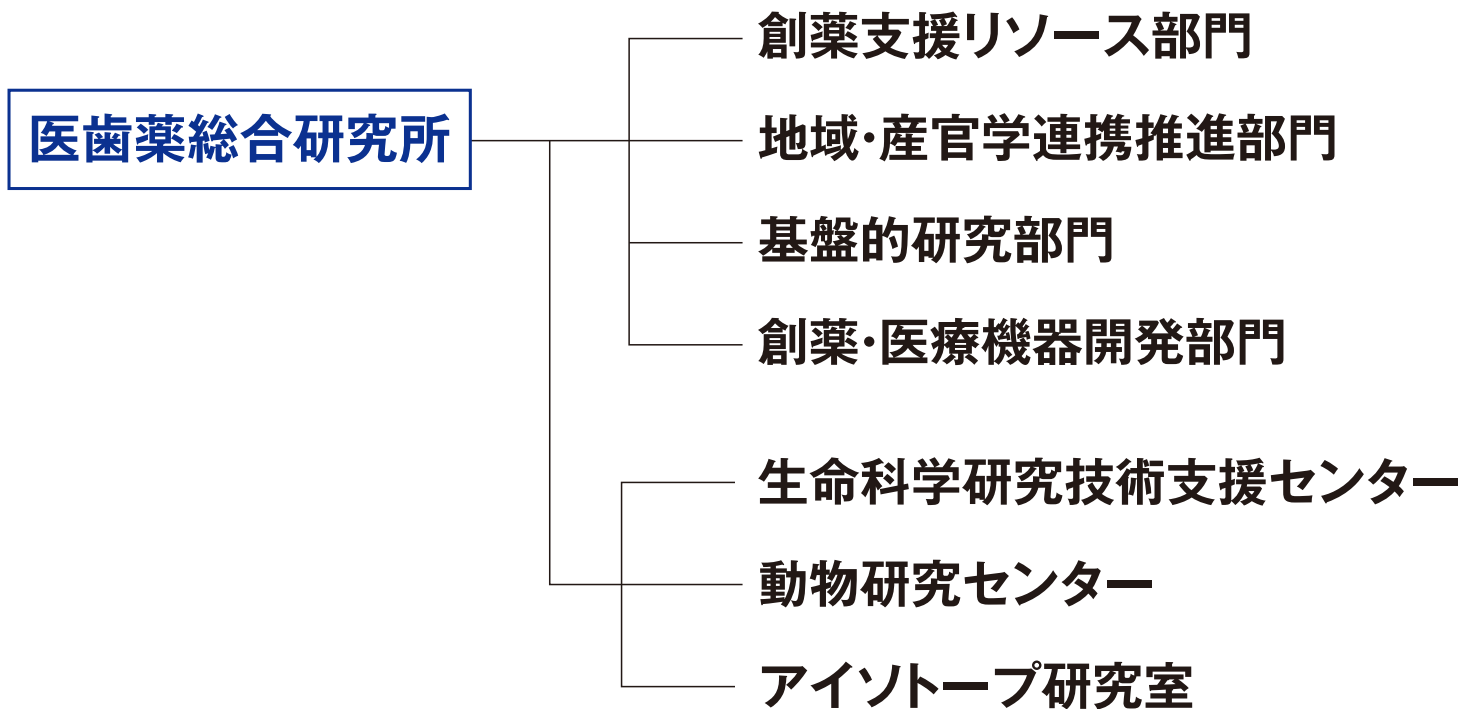 医歯薬総合研究所
創薬支援リソース部門
地域・産官学連携推進部門
基盤的研究部門
創薬・医療機器開発部門
生命科学研究技術支援センター
動物研究センター
アイソトープ研究室